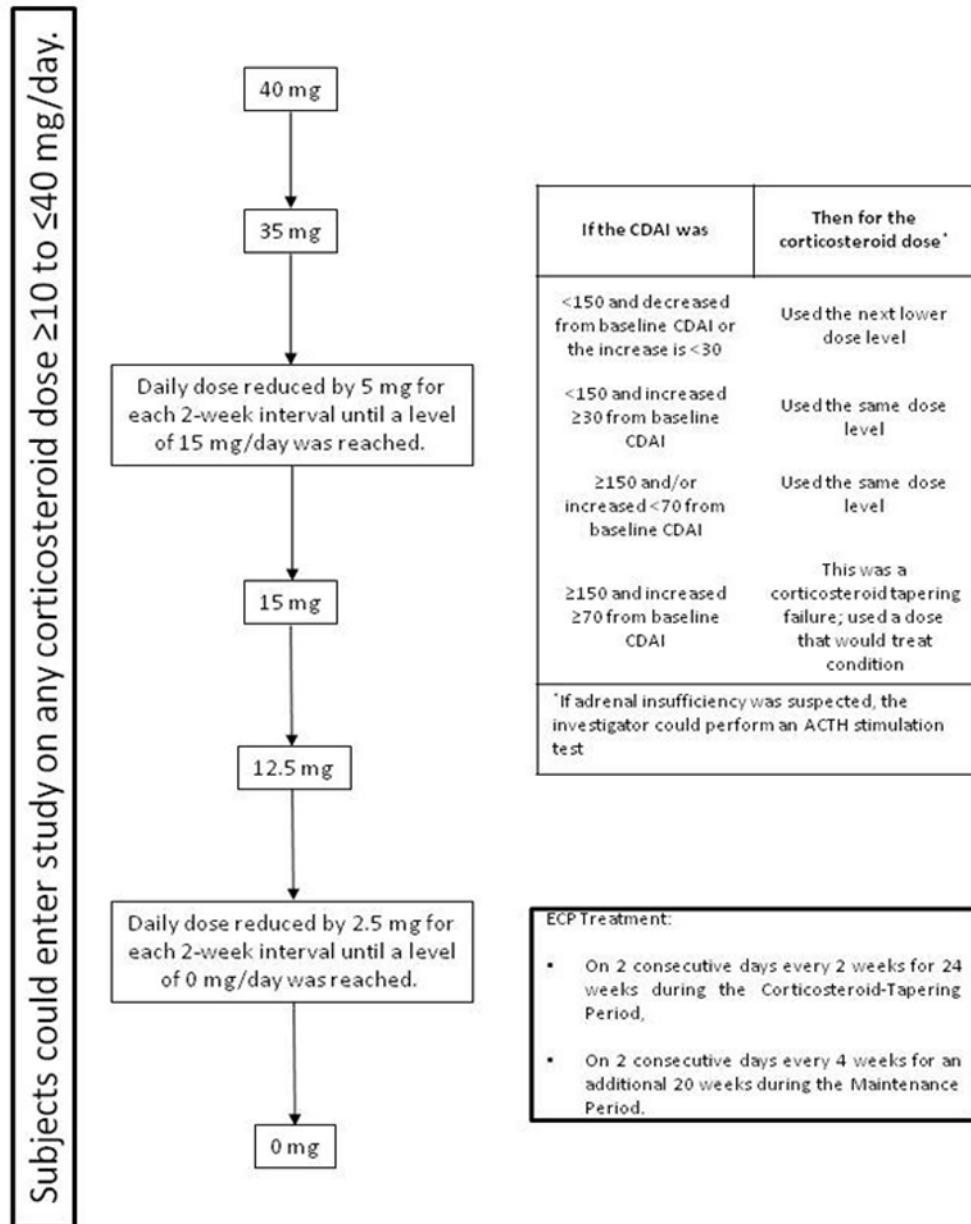 Subjects could enter study on any corticosteroid dose ≥10 to ≤40 mg/day.
40 mg
35 mg
Daily dose reduced by 5 mg for
each 2-week interval until a level
of 15 mg/day was reached.
15 mg
12.5 mg
Daily dose reduced by 2.5 mg for
each 2-week interval until a level
of 0 mg/day was reached.
0 mg
If the CDAI was
Then for the
corticosteroid dose*
<150 and decreased
from baseline CDAI or
the increase is <30
Used the next lower
dose level
<150 and increased
≥30 from baseline
CDAI
Used the same dose
level
≥150 and/or
increased <70 from
baseline CDAI
Used the same dose
level
≥150 and increased
≥70 from baseline
CDAI
This was a
corticosteroid tapering
failure; used a dose
that would treat
condition
*If adrenal insufficiency was suspected, the
investigator could perform an ACTH stimulation
test
ECP Treatment:
▪ On 2 consecutive days every 2 weeks for 24
weeks during the Corticosteroid-Tapering
Period,
▪ On 2 consecutive days every 4 weeks for an
additional 20 weeks during the Maintenance
Period.